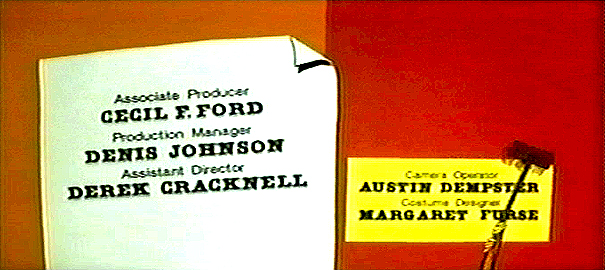 Associate Producer
CECIL F. FORD
Production Manager
DENIS JOHNSON
Assistant Director
DEREK CRACKNELL
Camera Operator
AUSTIN DEMPSTER
Costume Designer
MARGARET FURSE